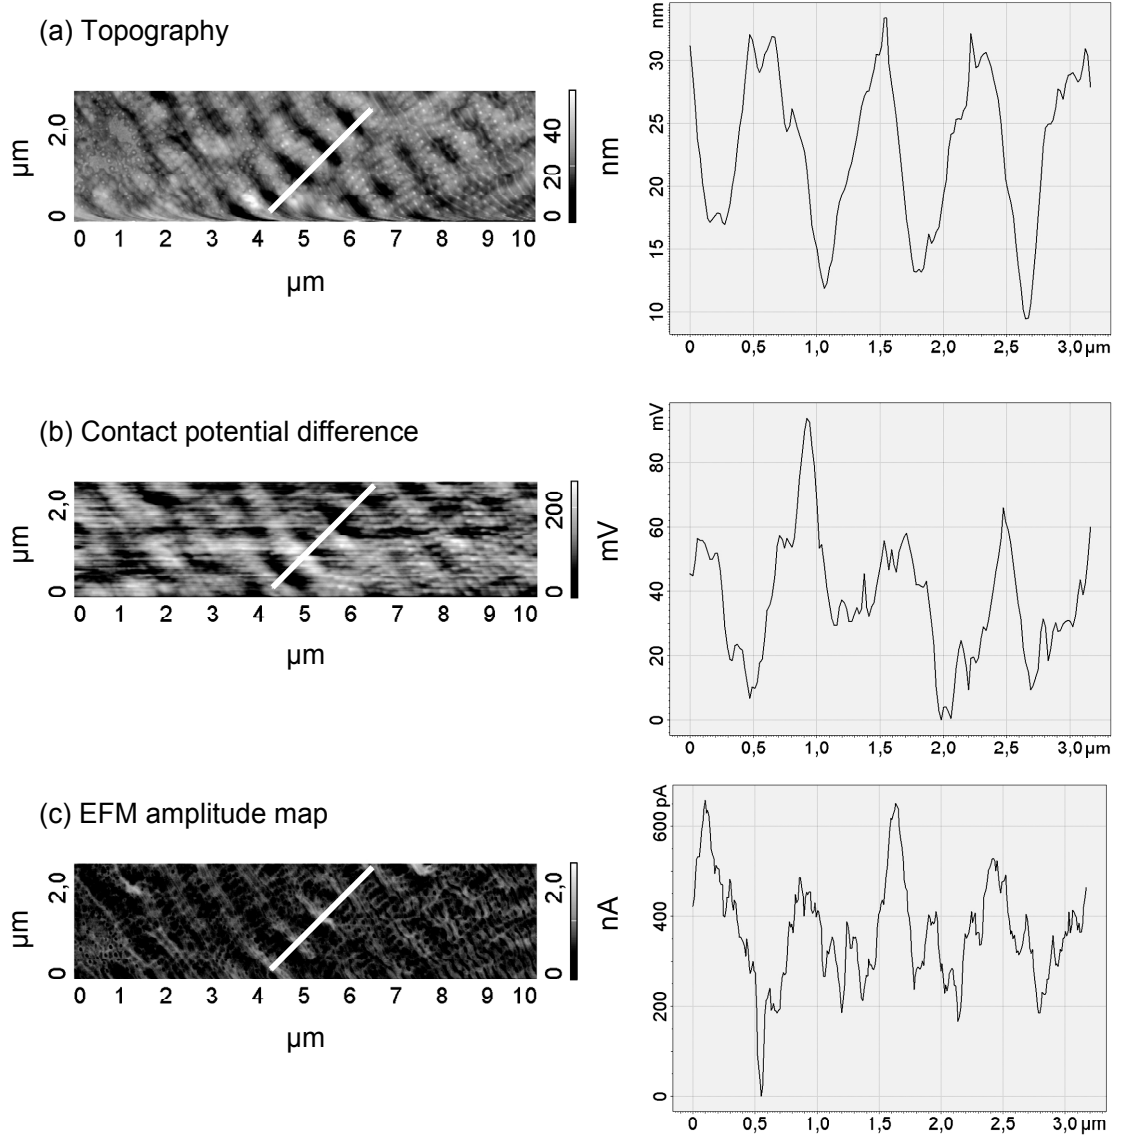 (a) Topography
µm
2,0
0
40
20
0
0 1 2 3 4 5 6 7 8 9 10
µm
nm
nm
30
25
20
15
10
0 0,5 1,0 1,5 2,0 2,5 3,0 µm
(b) Contact potential difference
µm
2,0
0
200
0
0 1 2 3 4 5 6 7 8 9 10
µm
mV
mV
80
60
40
20
0
0 0,5 1,0 1,5 2,0 2,5 3,0 µm
(c) EFM amplitude map
µm
2,0
0
2,0
0
0 1 2 3 4 5 6 7 8 9 10
µm
nA
600 pA
400
200
0
0 0,5 1,0 1,5 2,0 2,5 3,0 µm